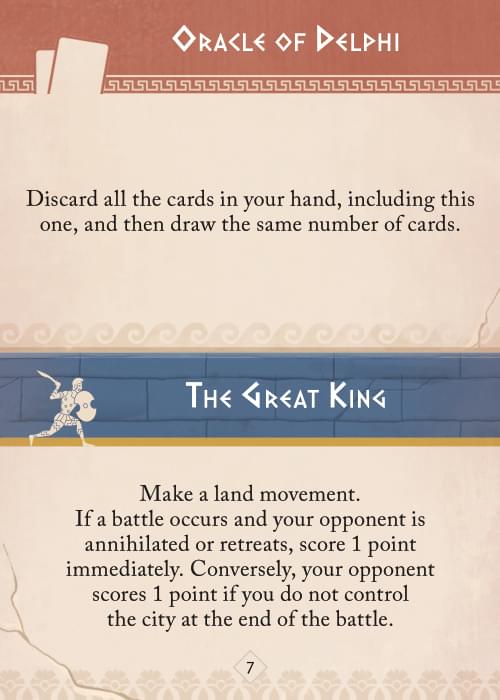 Oracle of Delphi
Discard all the cards in your hand, including this
one, and then draw the same number of cards.
The Great King
Make a land movement.
If a battle occurs and your opponent is
annihilated or retreats, score 1 point
immediately. Conversely, your opponent
scores 1 point if you do not control
the city at the end of the battle.
7